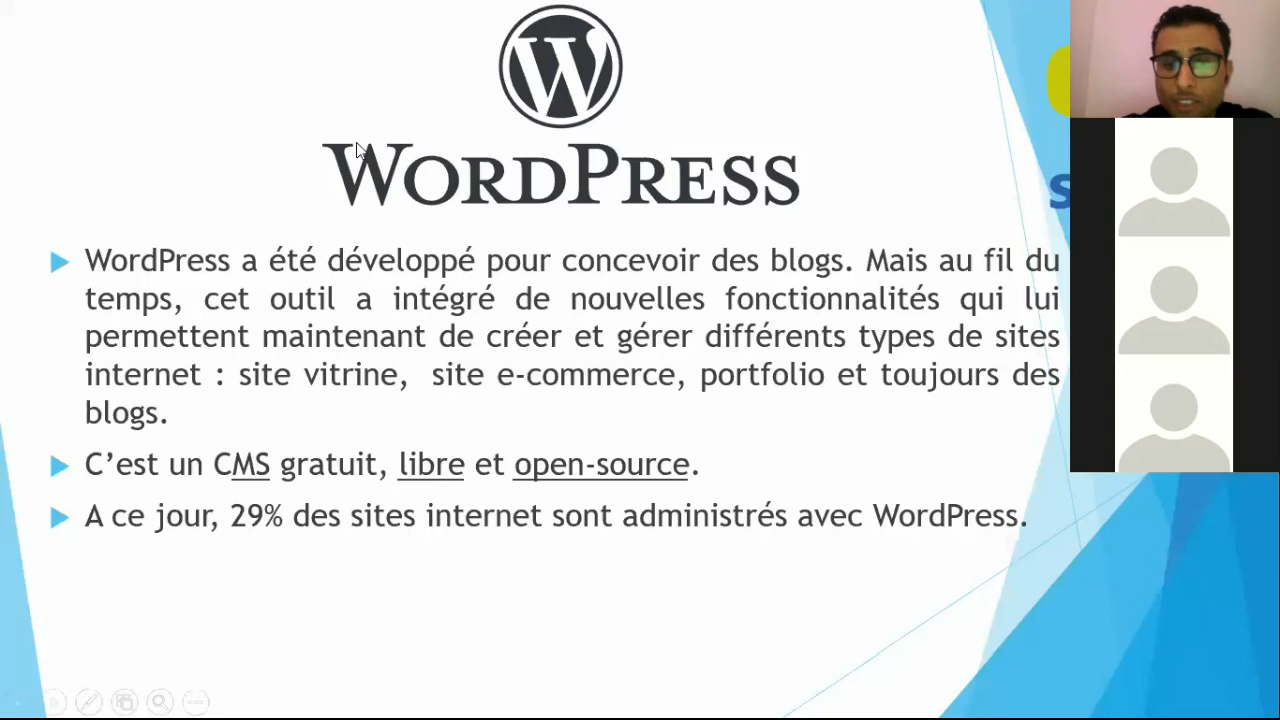 W
WORDPRESS
WordPress a été développé pour concevoir des blogs. Mais au fil du
temps, cet outil a intégré de nouvelles fonctionnalités qui lui
permettent maintenant de créer et gérer différents types de sites
internet : site vitrine, site e-commerce, portfolio et toujours des
blogs.
C’est un CMS gratuit, libre et open-source.
A ce jour, 29% des sites internet sont administrés avec WordPress.